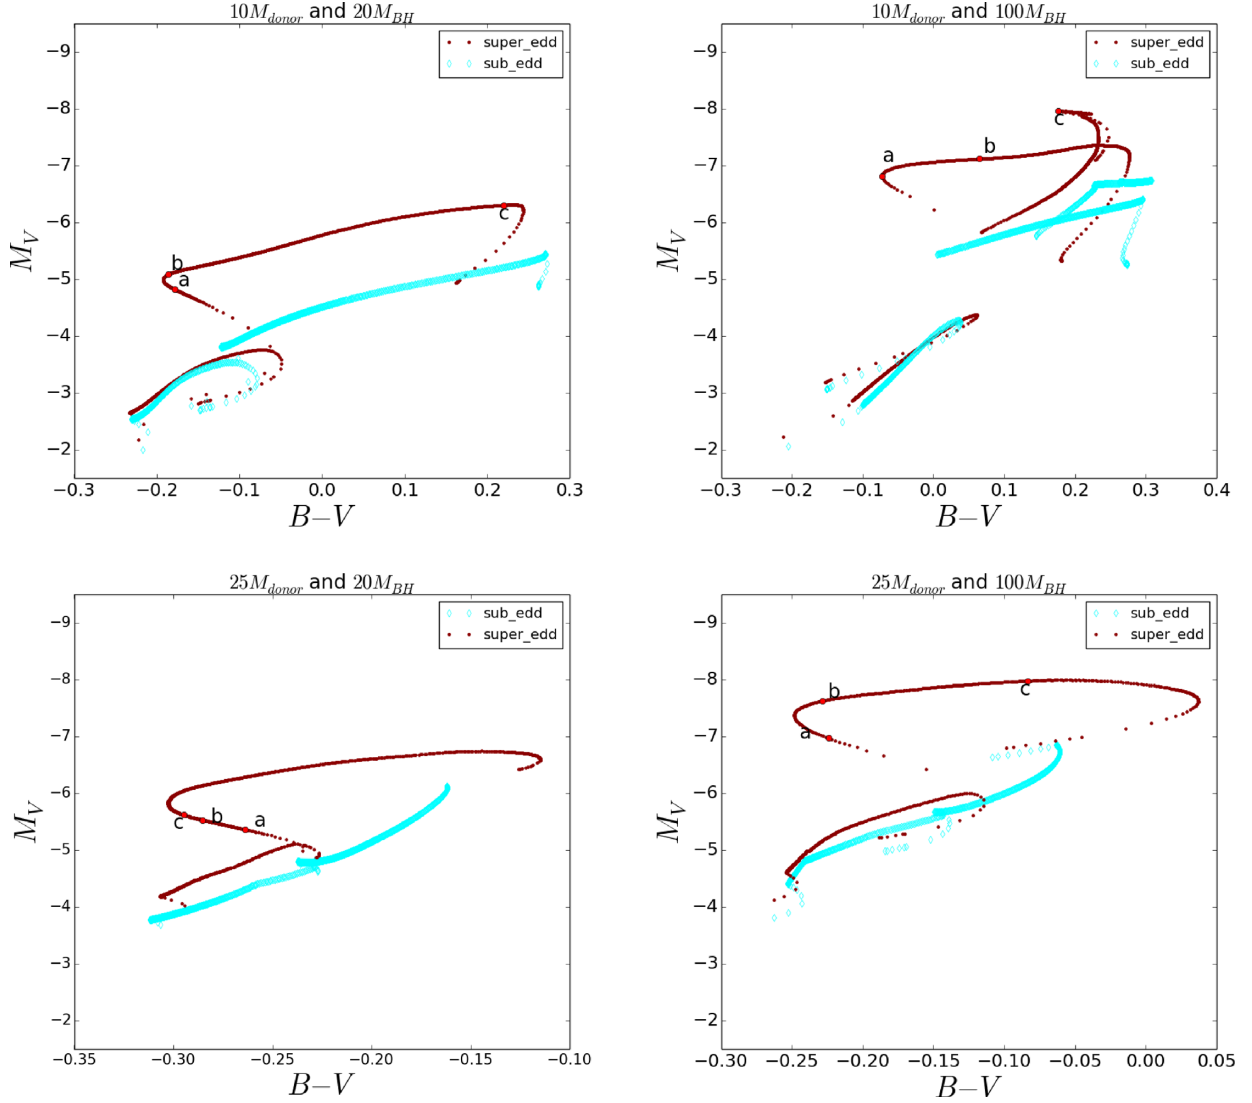 10M_donor and 20M_BH
super_edd
sub_edd
−9
−8
−7
−6
−5
−4
−3
−2
M_V
a
b
c
−0.3 −0.2 −0.1 0.0 0.1 0.2 0.3
B−V
10M_donor and 100M_BH
super_edd
sub_edd
−9
−8
−7
−6
−5
−4
−3
−2
M_V
a
b
c
−0.3 −0.2 −0.1 0.0 0.1 0.2 0.3 0.4
B−V
25M_donor and 20M_BH
sub_edd
super_edd
−9
−8
−7
−6
−5
−4
−3
−2
M_V
c
b
a
−0.35 −0.30 −0.25 −0.20 −0.15 −0.10
B−V
25M_donor and 100M_BH
sub_edd
super_edd
−9
−8
−7
−6
−5
−4
−3
−2
M_V
a
b
c
−0.30 −0.25 −0.20 −0.15 −0.10 −0.05 0.00 0.05
B−V